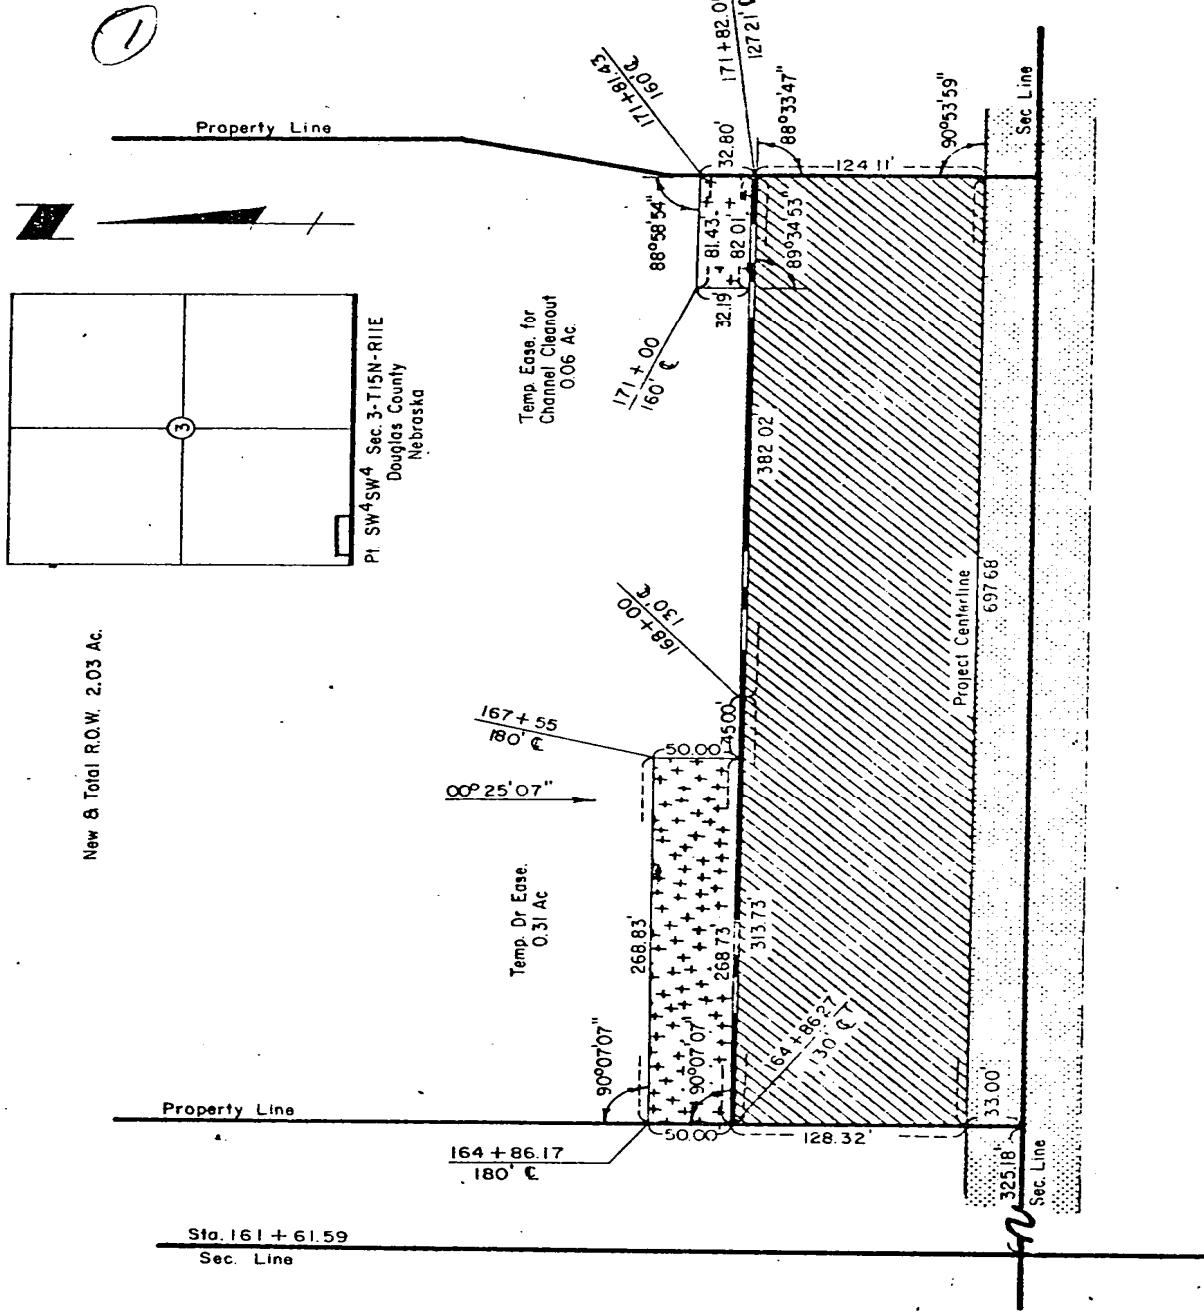 1
Property Line
171+81.43
160' ℄
171+82.0
127.21'
32.80'
88°33'47"
124.11'
90°53'59"
Sec Line
88°58'54"
81.43
82.01'
89°34'53"
32.19'
171+00
160' ℄
Temp. Ease. for
Channel Cleanout
0.06 Ac.
3
Pt. SW⁴SW⁴ Sec. 3-T15N-R11E
Douglas County
Nebraska
382.02'
168+00
130' ℄
Project Centerline
697.68'
New & Total R.O.W. 2.03 Ac.
167+55
180' ℄
50.00'
45.00'
00°25'07"
Temp. Dr Ease.
0.31 Ac
268.83'
268.73'
313.73'
90°07'07"
90°07'07"
164+86.27
130' ℄
Property Line
50.00'
128.32'
33.00'
164+86.17
180' ℄
325.18'
Sec. Line
Sta. 161+61.59
Sec. Line
N